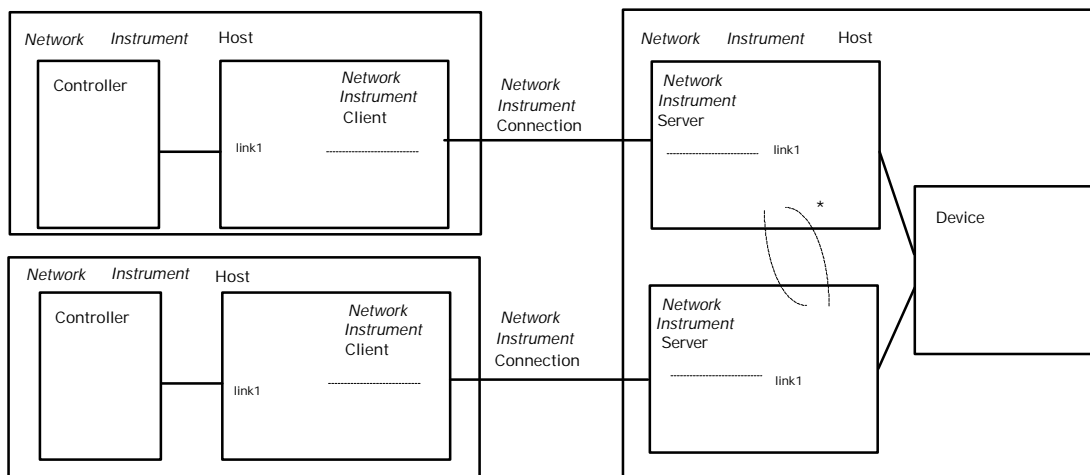 Network Instrument Host
Controller
Network
Instrument
Client
link1
Network
Instrument
Connection
Network Instrument Host
Network
Instrument
Server
link1
*
Device
Network Instrument Host
Controller
Network
Instrument
Client
link1
Network
Instrument
Connection
Network
Instrument
Server
link1